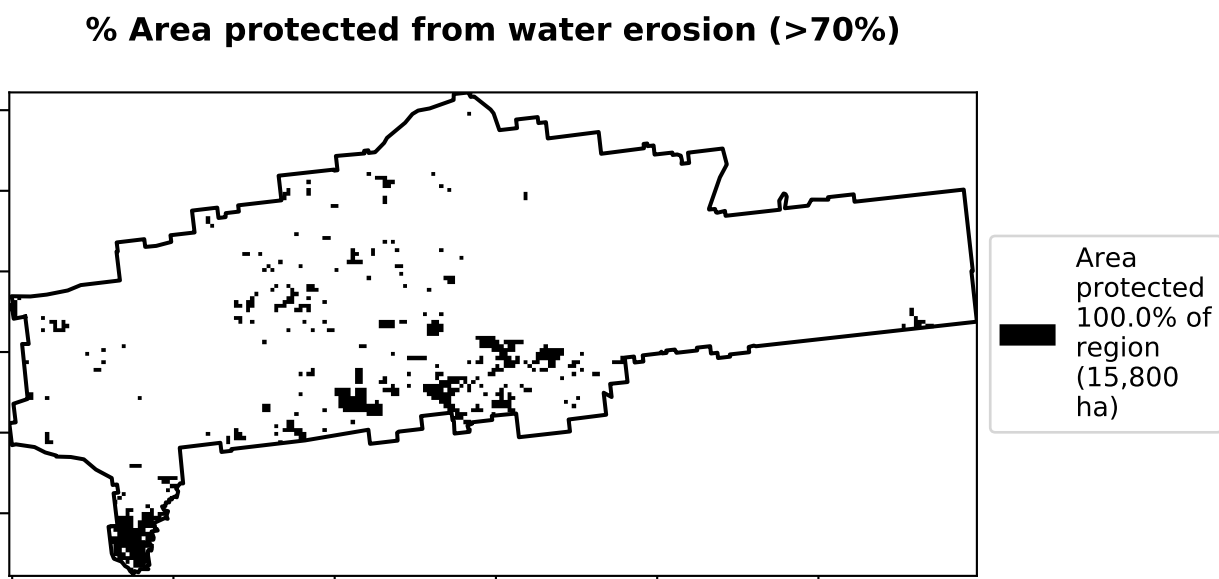 % Area protected from water erosion (>70%)
Area
protected
100.0% of
region
(15,800
ha)